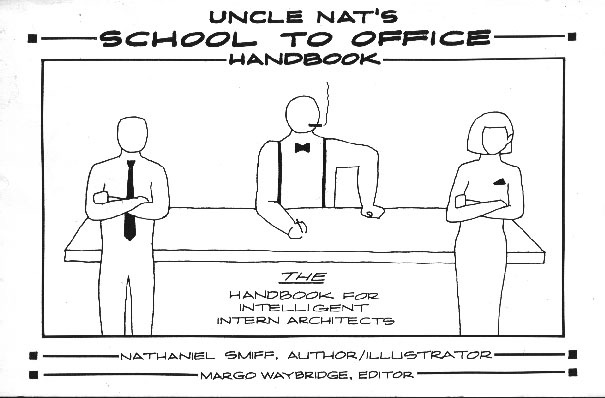 UNCLE NAT'S
SCHOOL TO OFFICE
HANDBOOK
THE
HANDBOOK FOR
INTELLIGENT
INTERN ARCHITECTS
NATHANIEL SMIFF, AUTHOR/ILLUSTRATOR
MARGO WAYBRIDGE, EDITOR